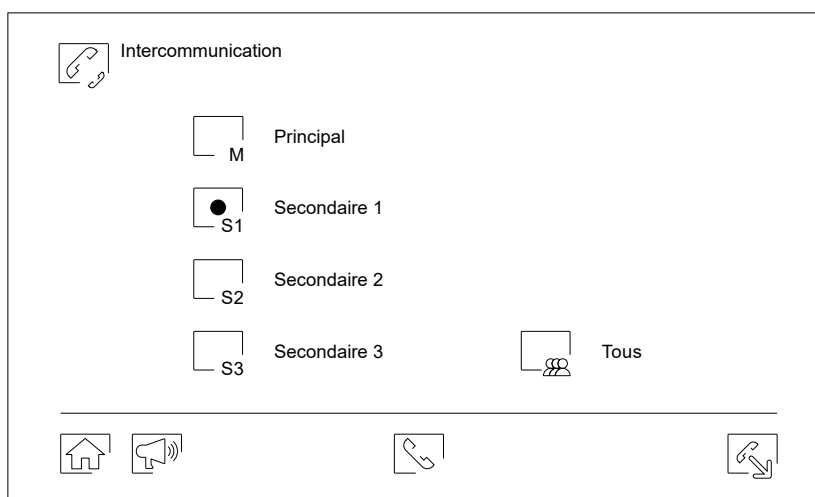 Intercommunication
M Principal
S1 Secondaire 1
S2 Secondaire 2
S3 Secondaire 3 Tous